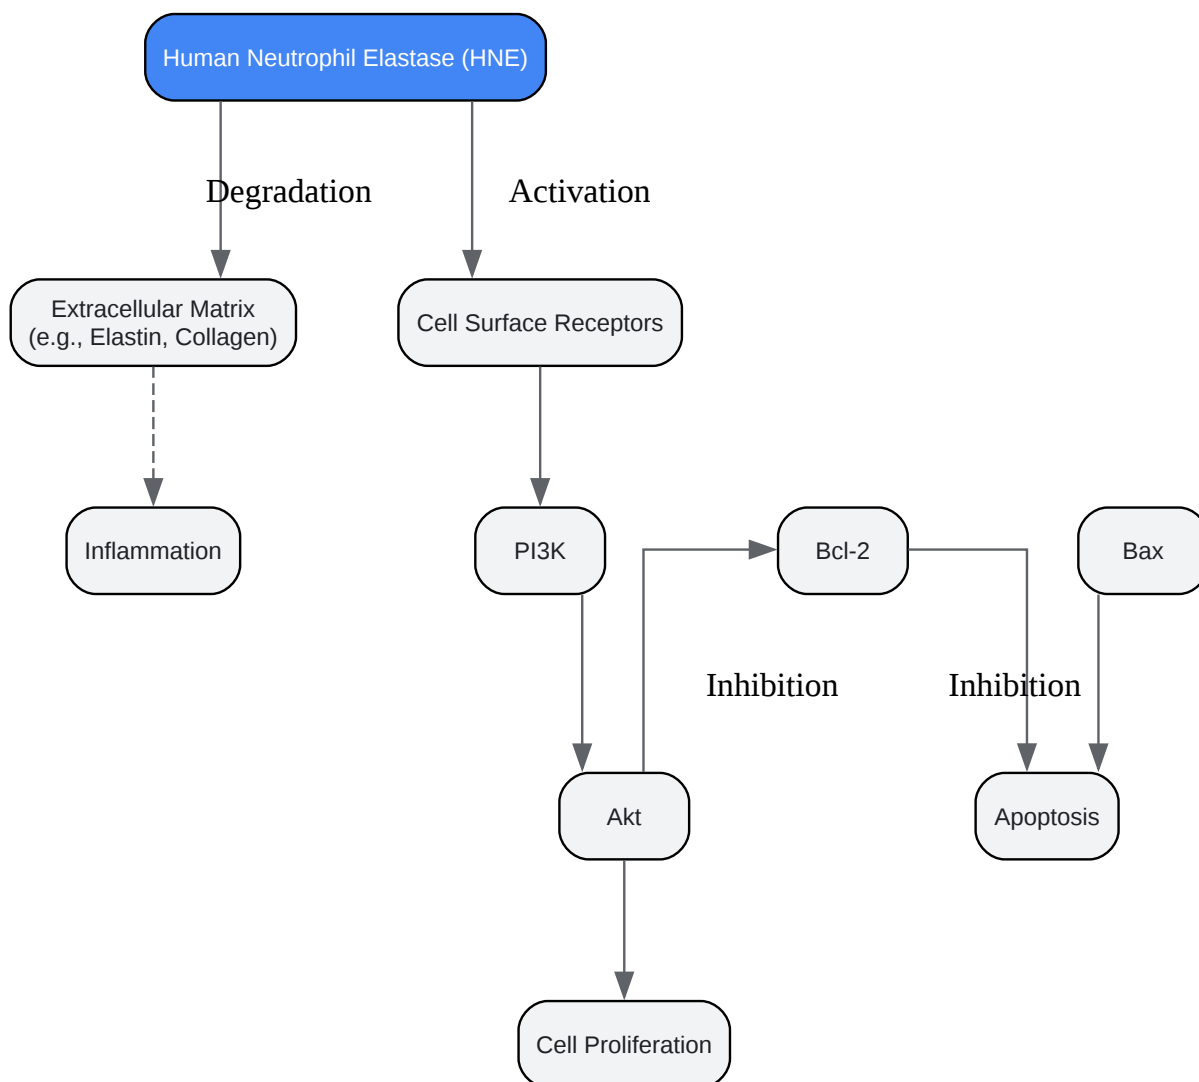 Human Neutrophil Elastase (HNE)
Degradation
Activation
Extracellular Matrix
(e.g., Elastin, Collagen)
Cell Surface Receptors
Inflammation
PI3K
Bcl-2
Bax
Inhibition
Inhibition
Akt
Apoptosis
Cell Proliferation